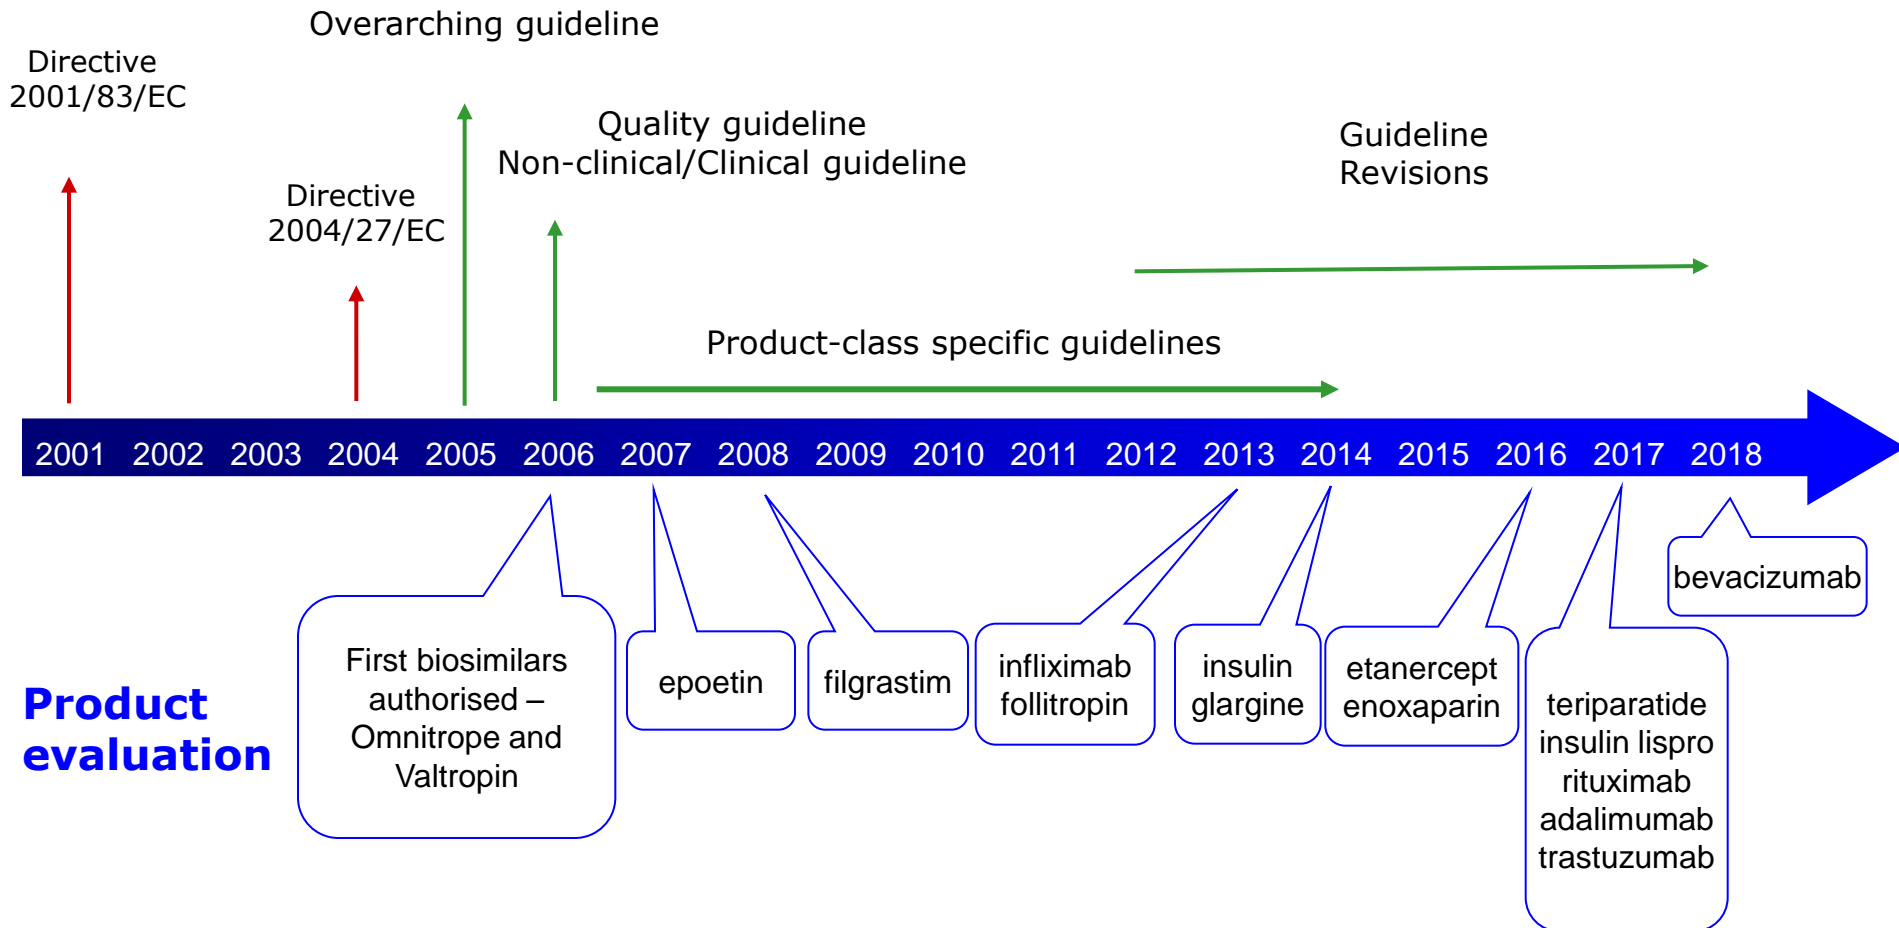 Overarching guideline
Directive
2001/83/EC
Quality guideline
Non-clinical/Clinical guideline
Guideline
Revisions
Directive
2004/27/EC
Product-class specific guidelines
2001 2002 2003 2004 2005 2006 2007 2008 2009 2010 2011 2012 2013 2014 2015 2016 2017 2018
Product
evaluation
First biosimilars
authorised –
Omnitrope and
Valtropin
epoetin
filgrastim
infliximab
follitropin
insulin
glargine
etanercept
enoxaparin
teriparatide
insulin lispro
rituximab
adalimumab
trastuzumab
bevacizumab